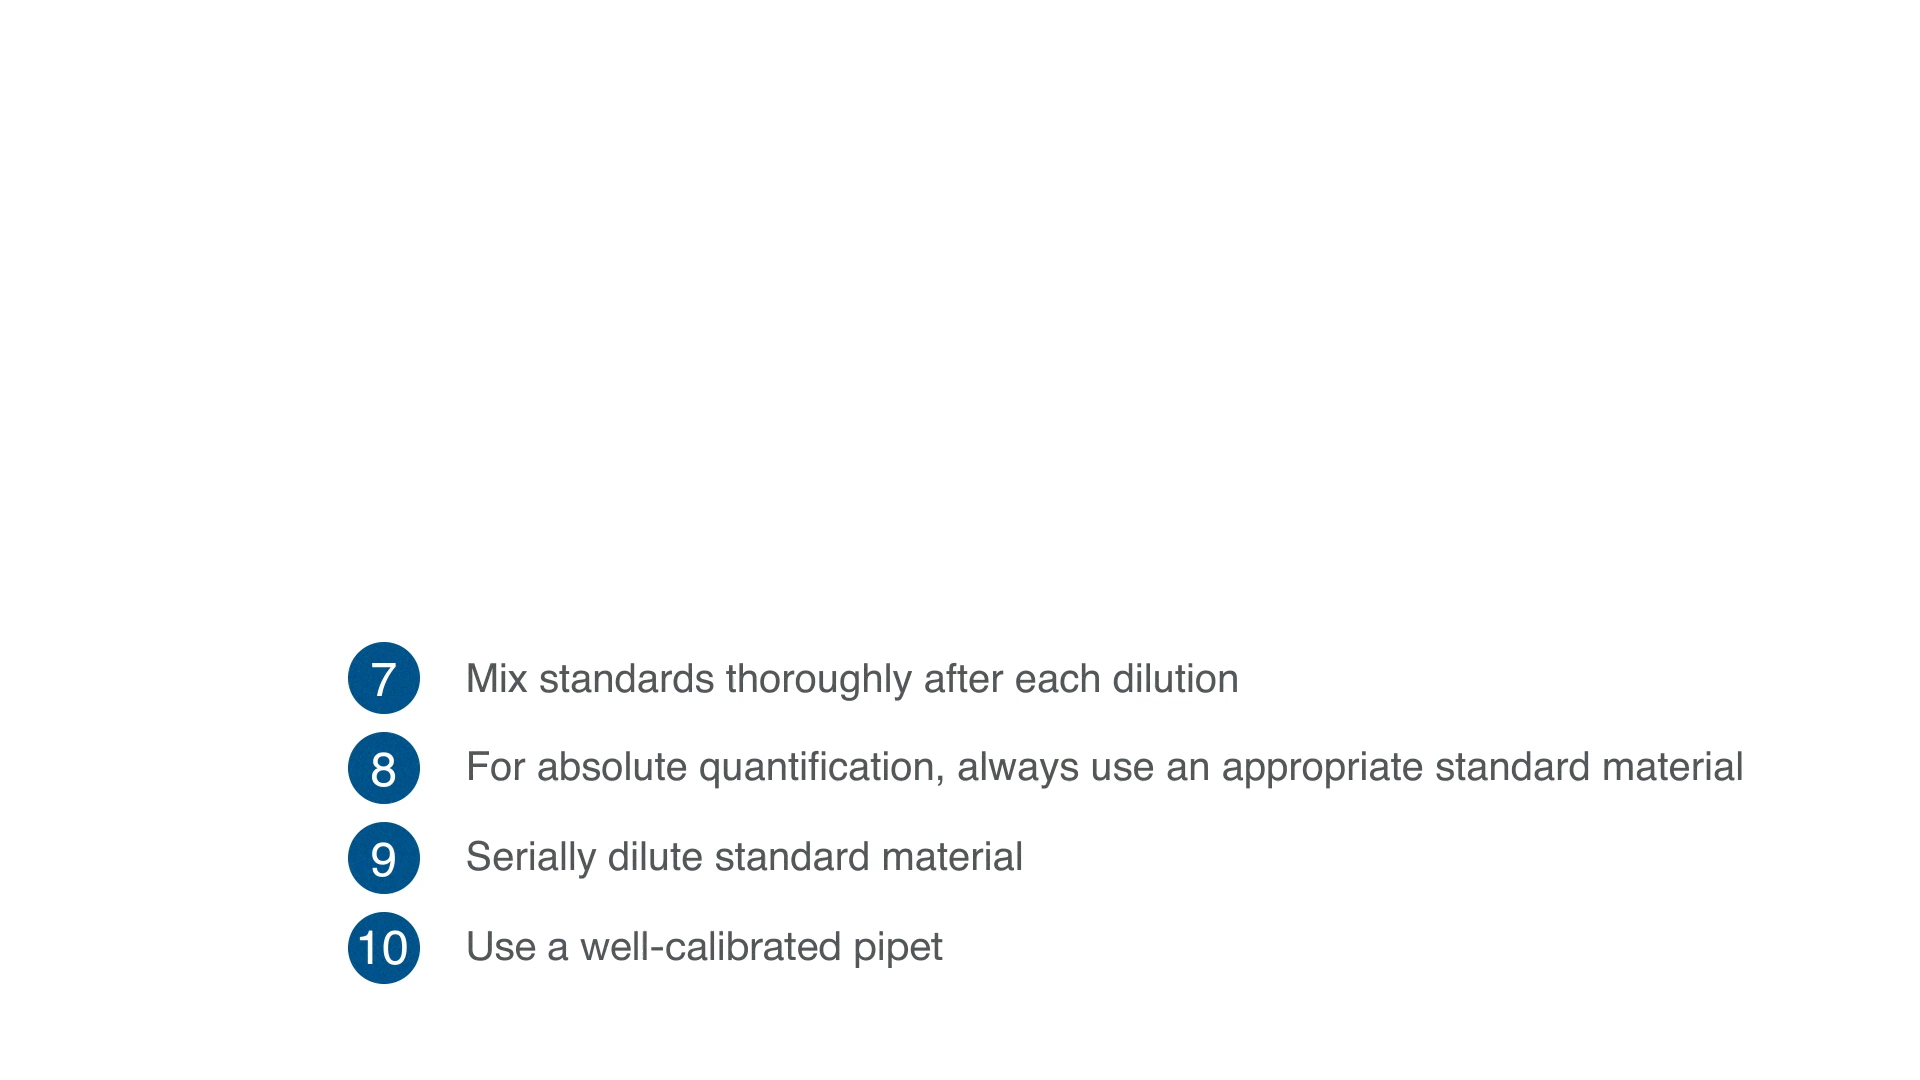 7 Mix standards thoroughly after each dilution
8 For absolute quantification, always use an appropriate standard material
9 Serially dilute standard material
10 Use a well-calibrated pipet